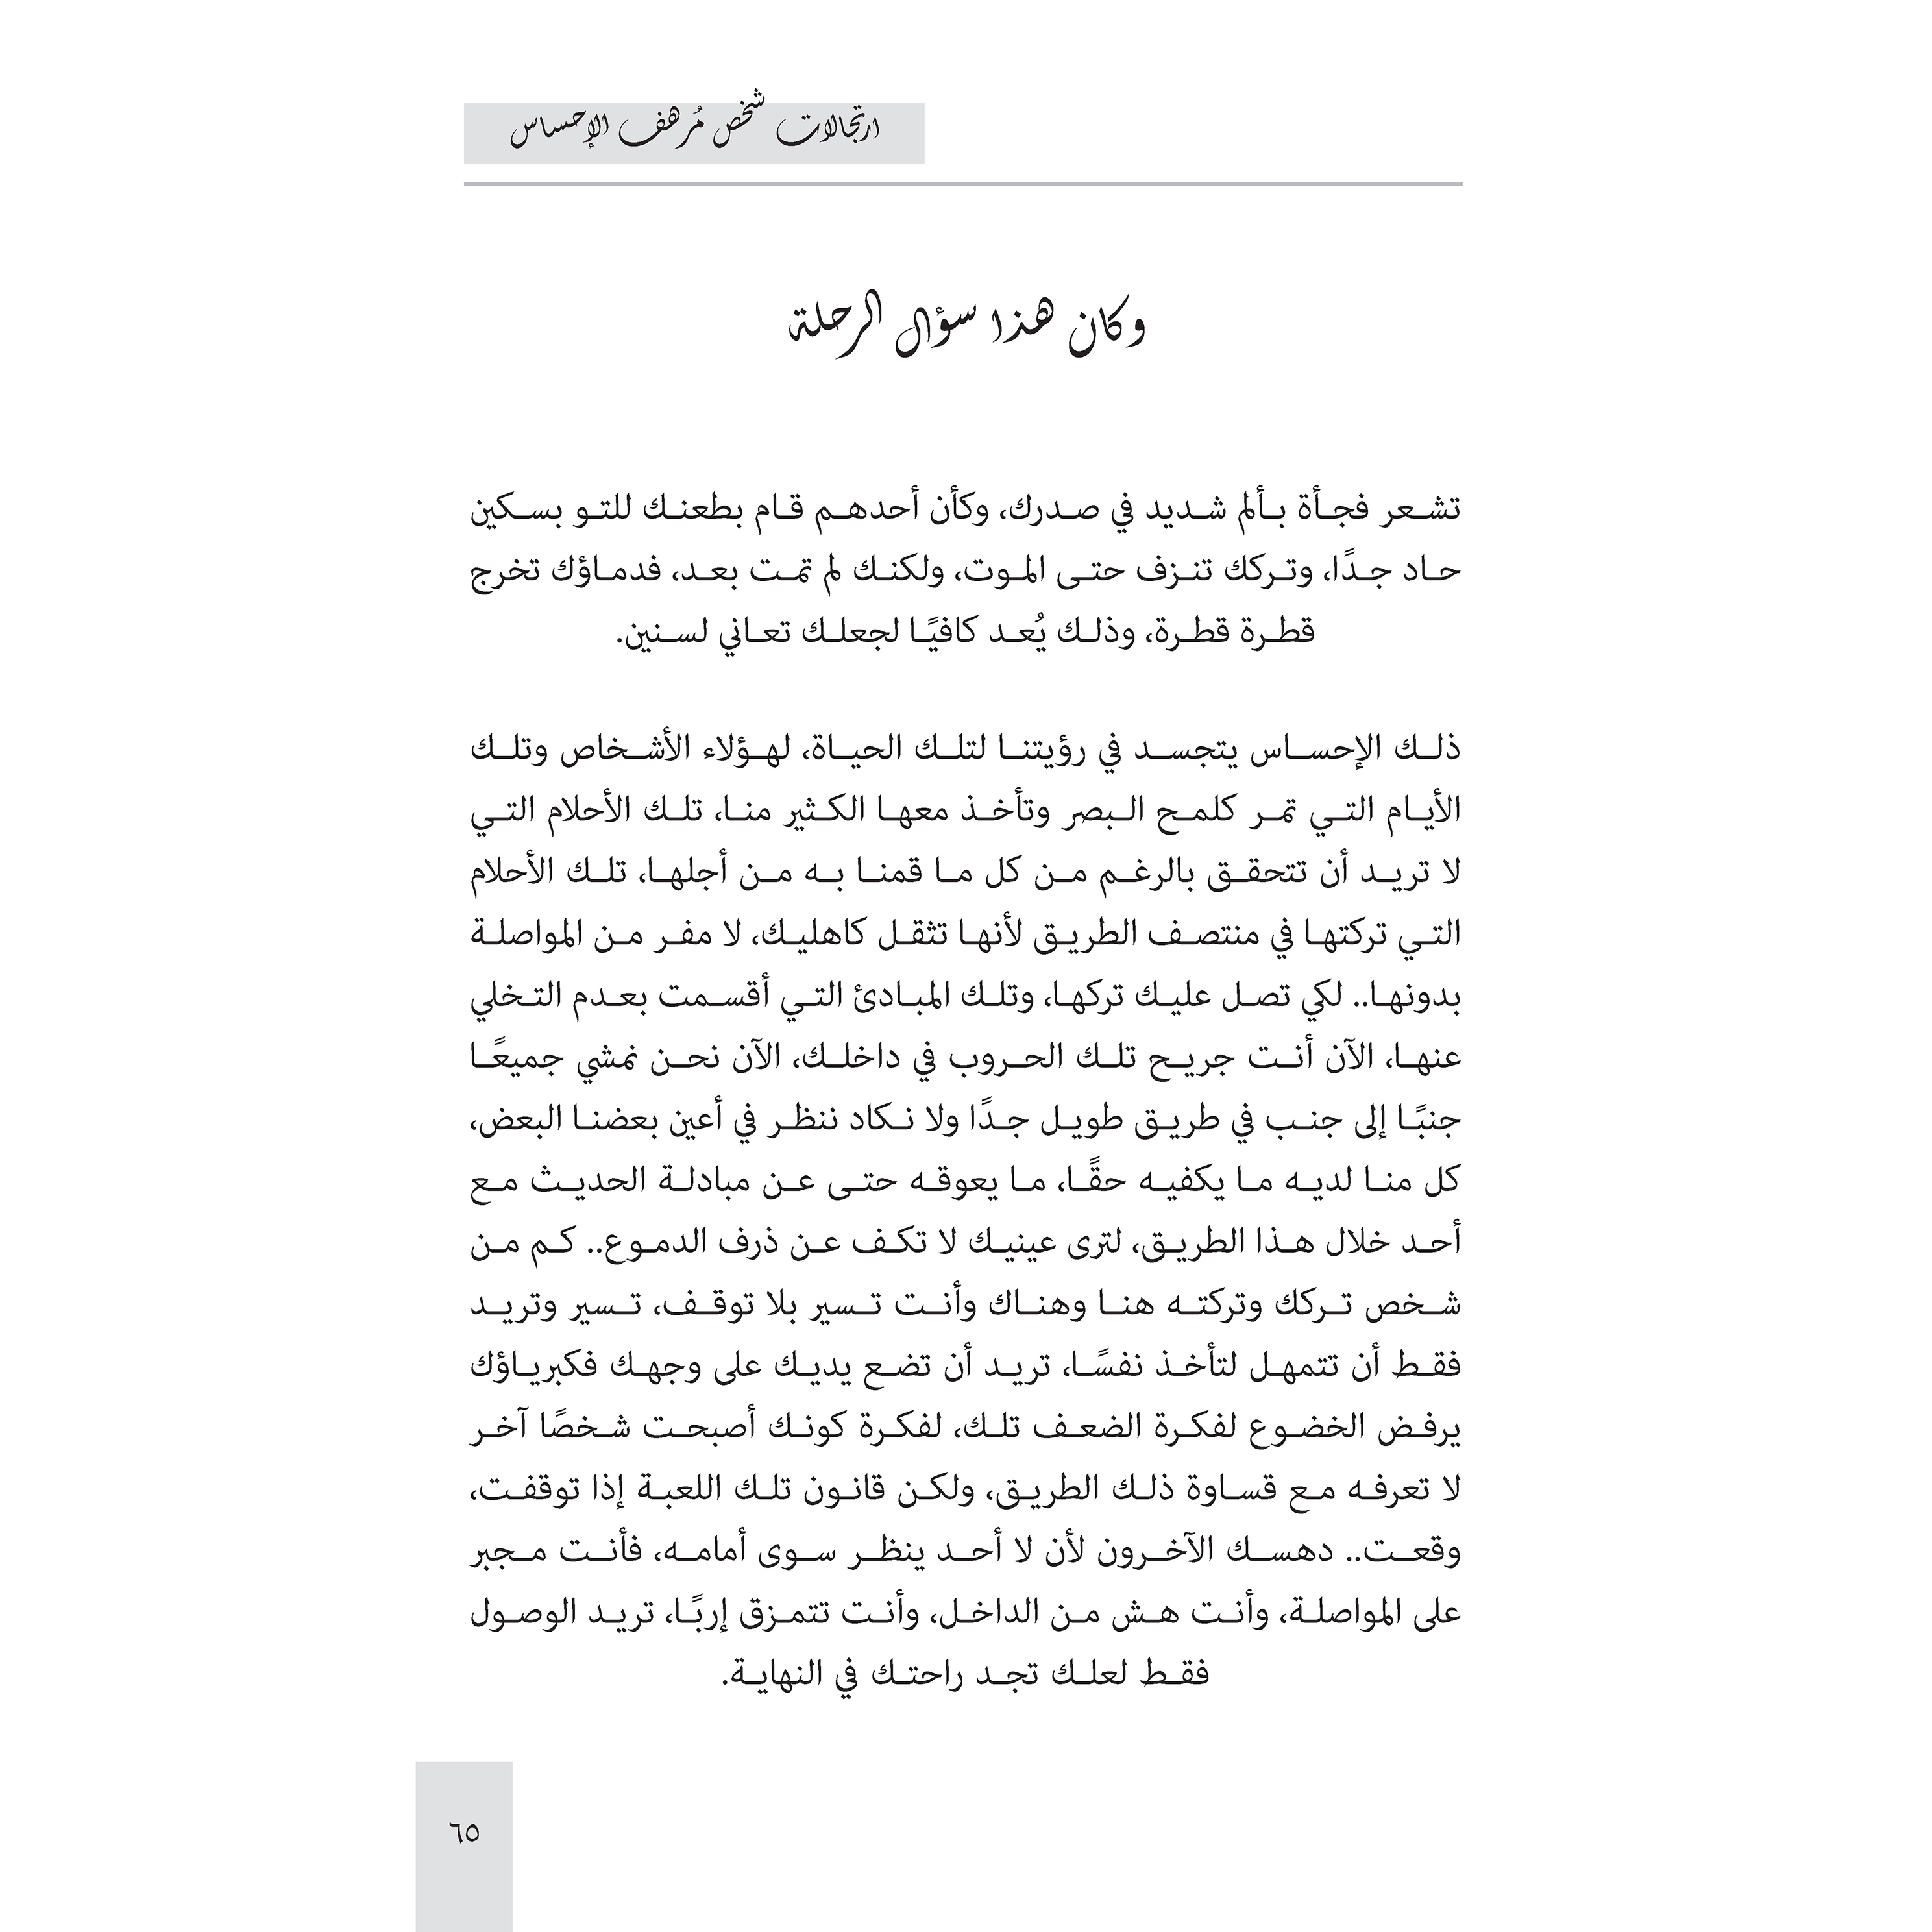 ارتجالات شخص مُرهف الإحساس
وكان هذا سؤال الرحلة
تشعر فجأة بألم شديد في صدرك، وكأن أحدهم قام بطعنك للتو بسكين
حاد جدًا، وتركك تنزف حتى الموت، ولكنك لم تمت بعد، فدماؤك تخرج
قطرة قطرة، وذلك يُعد كافيًا لجعلك تعاني لسنين.
ذلك الإحساس يتجسد في رؤيتنا لتلك الحياة، لهؤلاء الأشخاص وتلك
الأيام التي تمر كلمح البصر وتأخذ معها الكثير منا، تلك الأحلام التي
لا تريد أن تتحقق بالرغم من كل ما قمنا به من أجلها، تلك الأحلام
التي تركتها في منتصف الطريق لأنها تثقل كاهليك، لا مفر من المواصلة
بدونها.. لكي تصل عليك تركها، وتلك المبادئ التي أقسمت بعدم التخلي
عنها، الآن أنت جريح تلك الحروب في داخلك، الآن نحن نمشي جميعًا
جنبًا إلى جنب في طريق طويل جدًا ولا نكاد ننظر في أعين بعضنا البعض،
كل منا لديه ما يكفيه حقًا، ما يعوقه حتى عن مبادلة الحديث مع
أحد خلال هذا الطريق، لترى عينيك لا تكف عن ذرف الدموع.. كم من
شخص تركك وتركته هنا وهناك وأنت تسير بلا توقف، تسير وتريد
فقط أن تتمهل لتأخذ نفسًا، تريد أن تضع يديك على وجهك فكبرياؤك
يرفض الخضوع لفكرة الضعف تلك، لفكرة كونك أصبحت شخصًا آخر
لا تعرفه مع قساوة ذلك الطريق، ولكن قانون تلك اللعبة إذا توقفت،
وقعت.. دهسك الآخرون لأن لا أحد ينظر سوى أمامه، فأنت مجبر
على المواصلة، وأنت هش من الداخل، وأنت تتمزق إربًا، تريد الوصول
فقط لعلك تجد راحتك في النهاية.
٦٥